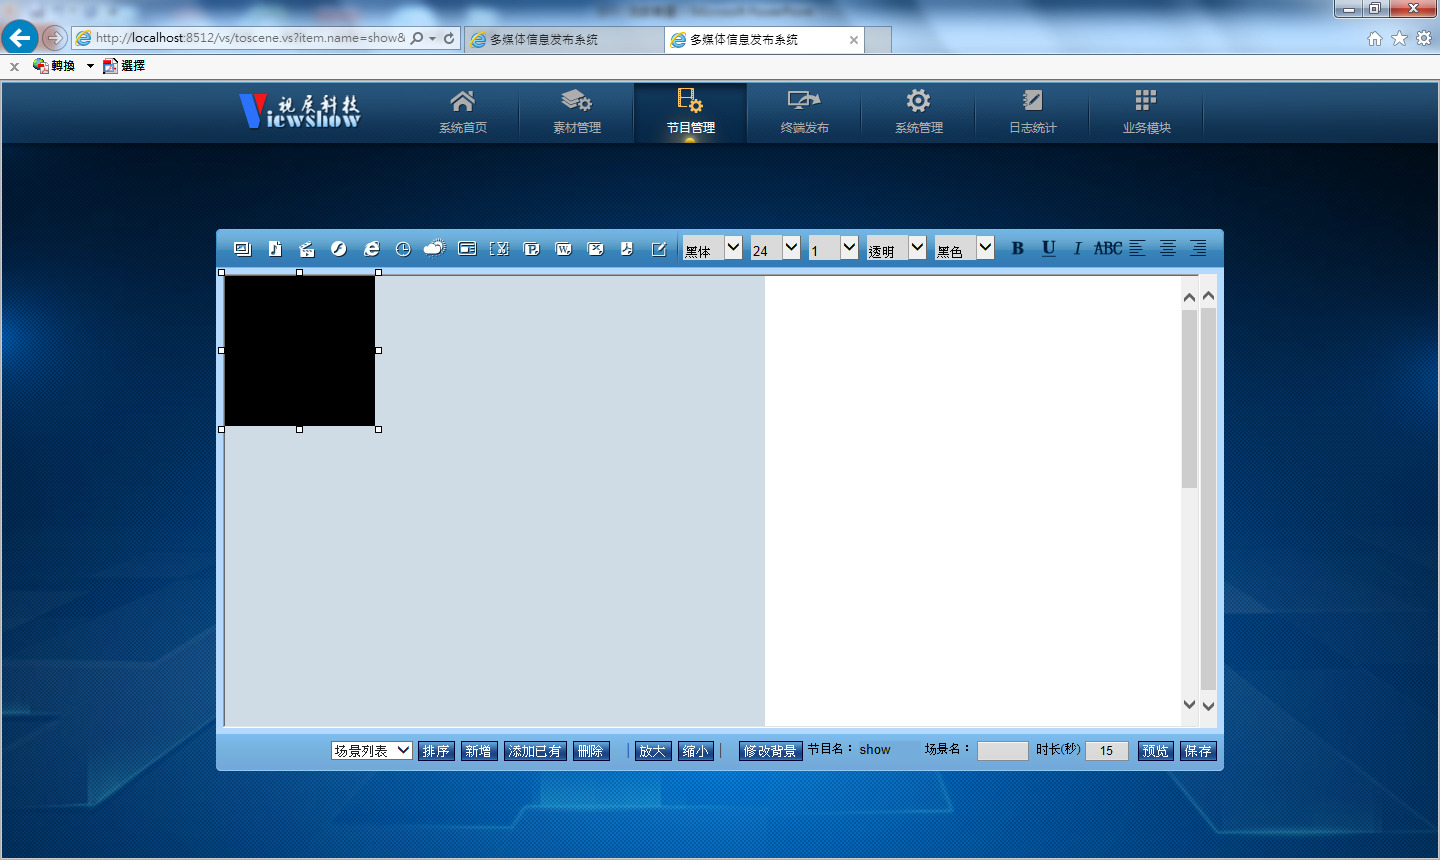 http://localhost:8512/vs/toscene.vs?item.name=show&
多媒体信息发布系统
多媒体信息发布系统
轉換
選擇
视展科技
Viewshow
系统首页
素材管理
节目管理
终端发布
系统管理
日志统计
业务模块
黑体
24
1
透明
黑色
B
U
I
ABC
场景列表
排序
新增
添加已有
删除
放大
缩小
修改背景
节目名： show
场景名：
时长(秒)
15
预览
保存